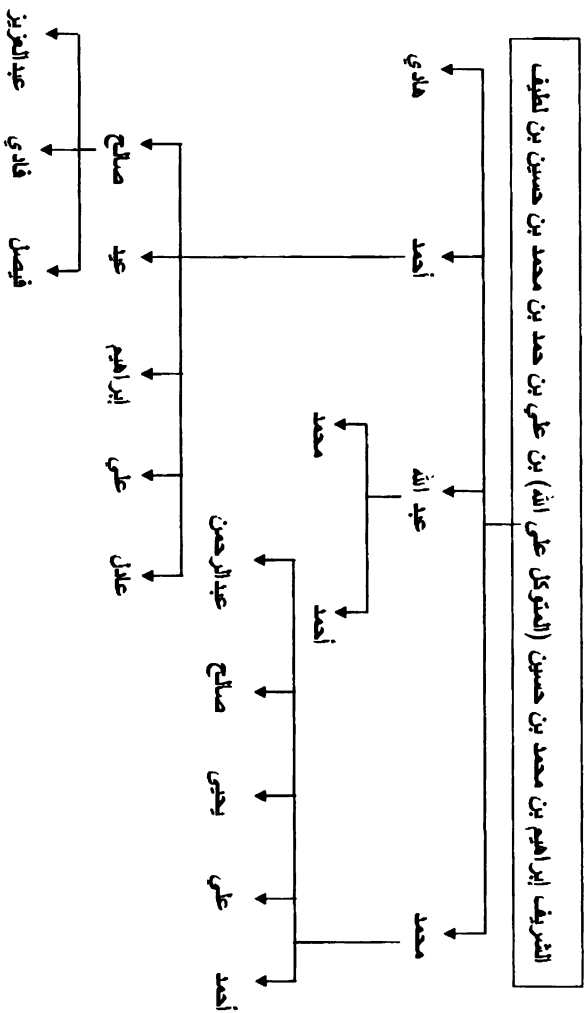 الشريف إبراهيم بن محمد بن حسين (المتوكل على الله) بن علي بن حمد بن محمد بن حسين بن لطيف
محمد
عبد الله
أحمد
هادي
أحمد
محمد
أحمد
علي
يحيى
صالح
عبدالرحمن
عادل
علي
إبراهيم
عيد
صالح
فيصل
فادي
عبدالعزيز